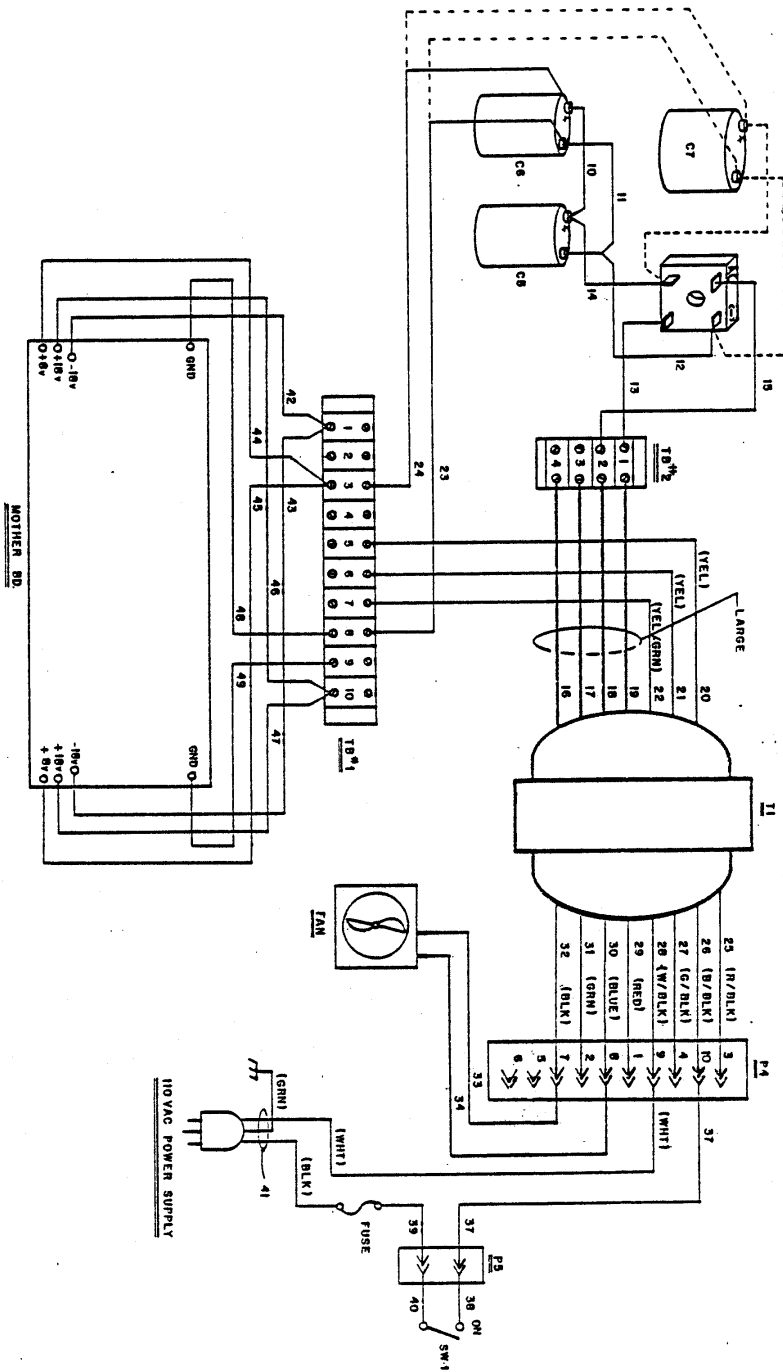 C7
C6
C5
10
11
14
12
13
15
TB#2
1
2
3
4
24
23
42
44
45
43
46
48
49
47
1
2
3
4
5
6
7
8
9
10
TB#1
GND
-18v
+18v
+8v
MOTHER BD.
GND
-18v
+18v
+8v
(YEL)
(YEL)
(YEL/GRN)
LARGE
16
17
18
19
22
21
20
T1
25 (R/BLK)
26 (B/BLK)
27 (G/BLK)
28 (W/BLK)
29 (RED)
30 (BLUE)
31 (GRN)
32 (BLK)
P4
3
10
4
9
1
8
2
7
5
6
FAN
33
34
(WHT)
37
(GRN)
(WHT)
(BLK)
41
110 VAC POWER SUPPLY
FUSE
39
37
P5
40
38
ON
SW-1